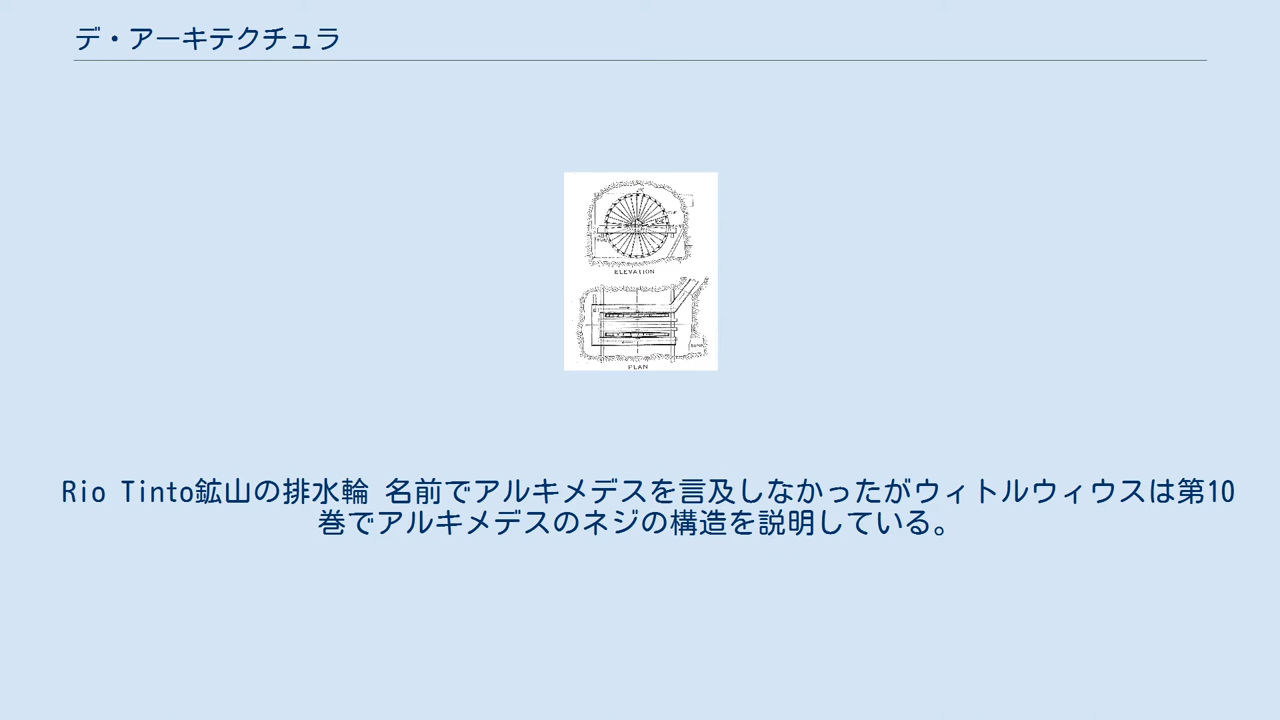 デ・アーキテクチュラ
ELEVATION
PLAN
Rio Tinto鉱山の排水輪 名前でアルキメデスを言及しなかったがウィトルウィウスは第10
巻でアルキメデスのネジの構造を説明している。